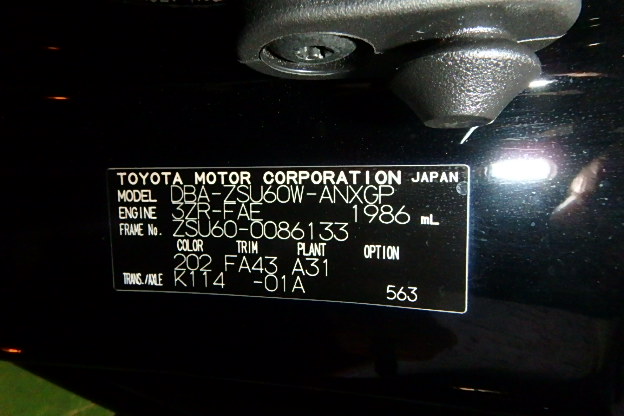 TOYOTA MOTOR CORPORATION JAPAN
MODEL DBA-ZSU60W-ANXGP
ENGINE 3ZR-FAE 1986 mL
FRAME No. ZSU60-0086133
COLOR TRIM PLANT OPTION
202 FA43 A31
TRANS./AXLE K114 -01A 563